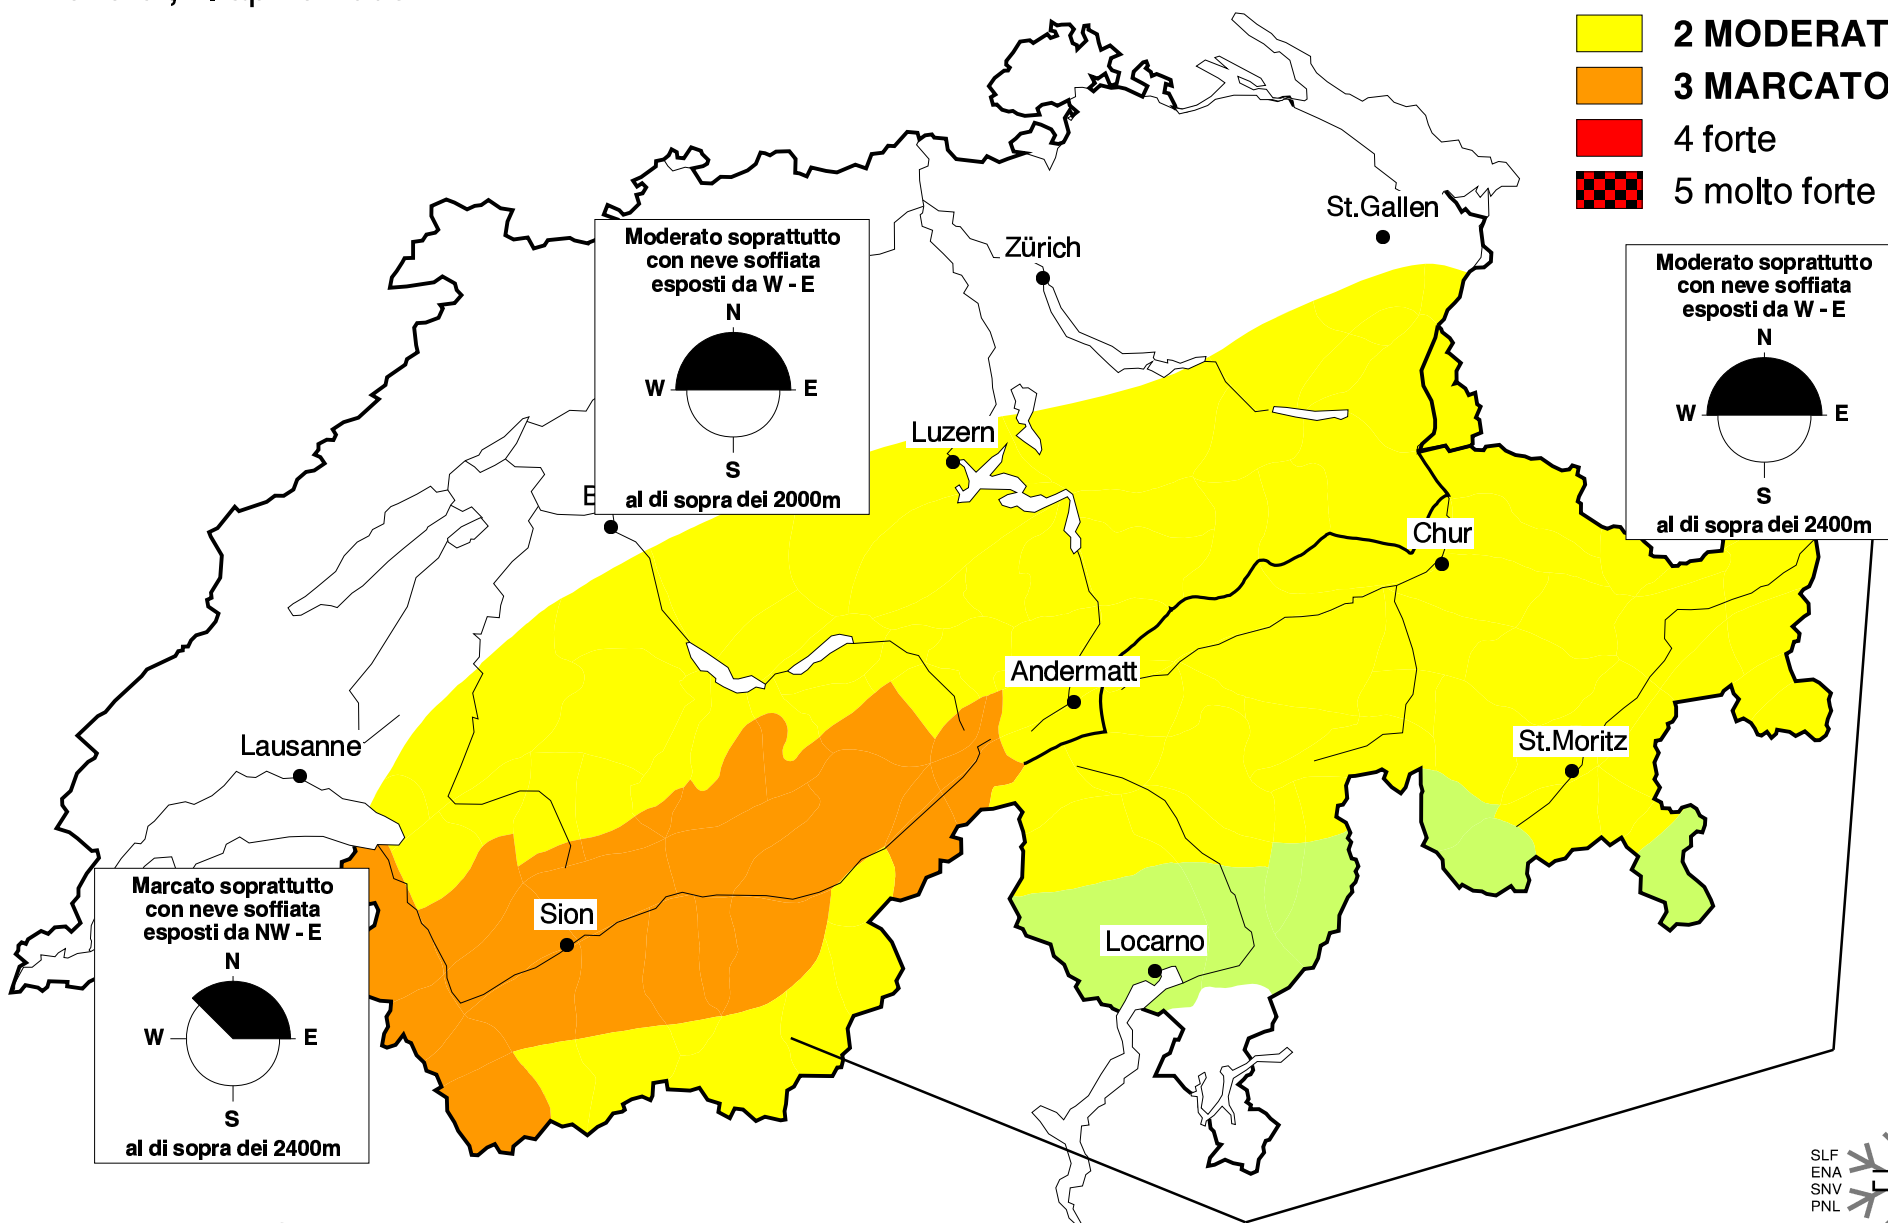 2 MODERAT
3 MARCATO
4 forte
5 molto forte
St.Gallen
Zürich
Moderato soprattutto
con neve soffiata
esposti da W - E
N
W E
S
al di sopra dei 2000m
Moderato soprattutto
con neve soffiata
esposti da W - E
N
W E
S
al di sopra dei 2400m
Luzern
Chur
Andermatt
St.Moritz
Lausanne
Sion
Locarno
Marcato soprattutto
con neve soffiata
esposti da NW - E
N
W E
S
al di sopra dei 2400m
SLF
ENA
SNV
PNL